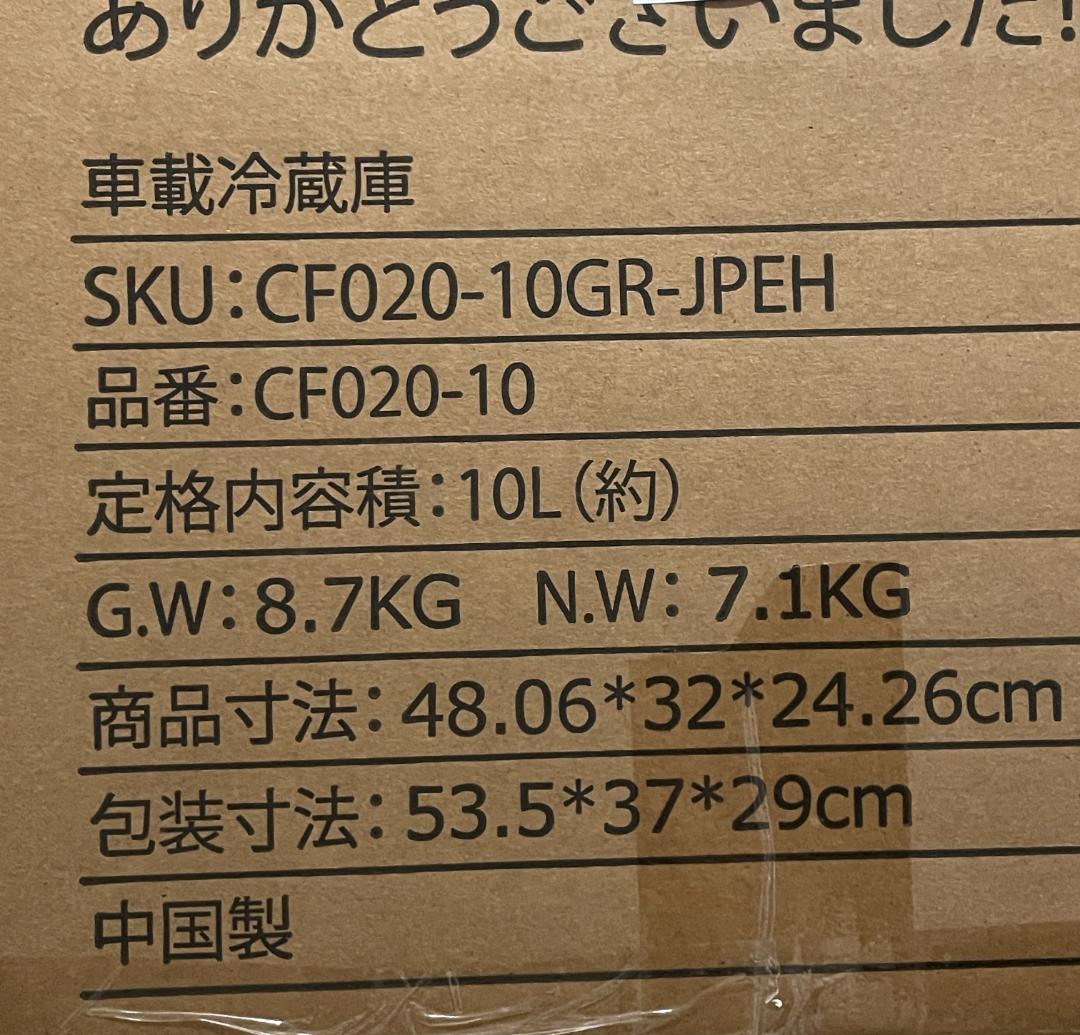 ありがとうございました!
車載冷蔵庫
SKU：CF020-10GR-JPEH
品番：CF020-10
定格内容積：10L（約）
G.W：8.7KG　N.W：7.1KG
商品寸法：48.06*32*24.26cm
包装寸法：53.5*37*29cm
中国製